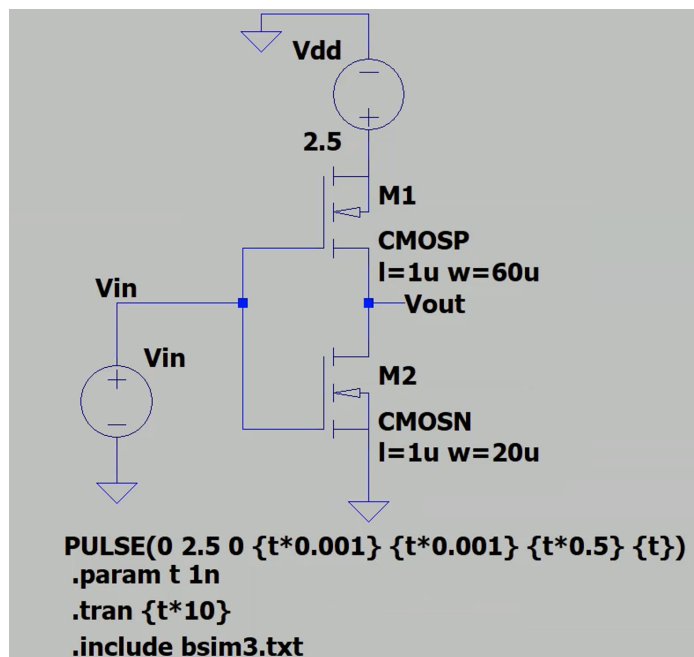 Vdd
2.5
M1
CMOSP
l=1u w=60u
Vin
Vout
Vin
M2
CMOSN
l=1u w=20u
PULSE(0 2.5 0 {t*0.001} {t*0.001} {t*0.5} {t})
.param t 1n
.tran {t*10}
.include bsim3.txt